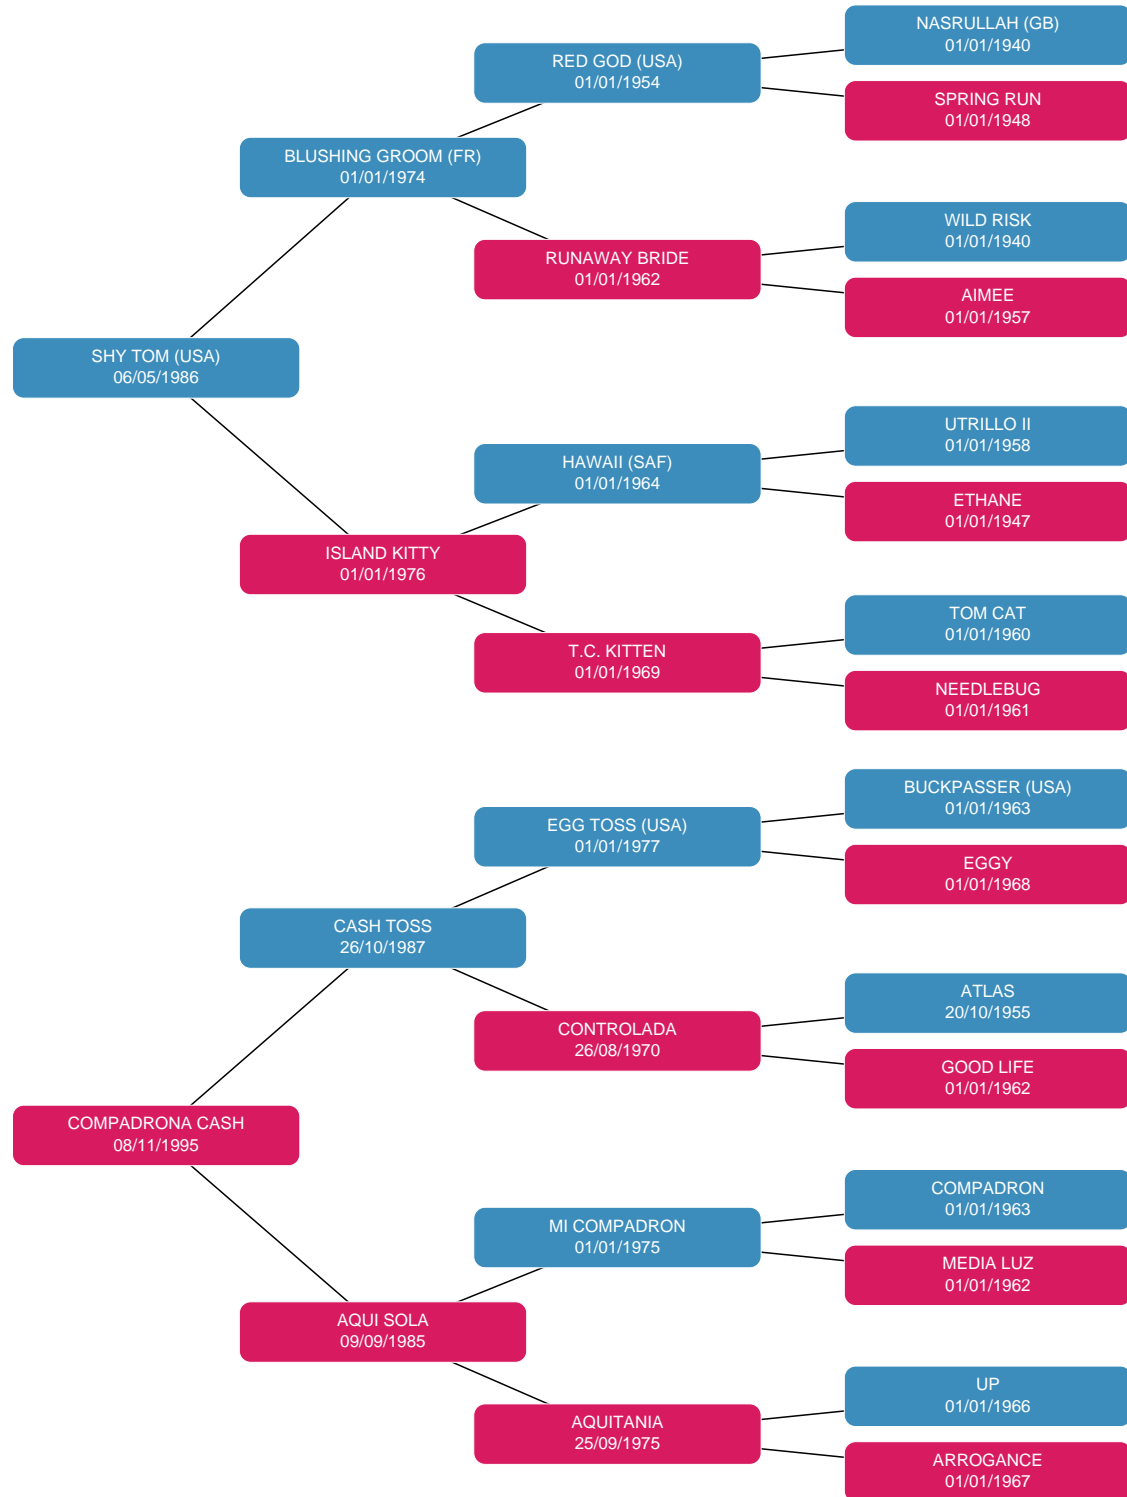 NASRULLAH (GB)
01/01/1940
RED GOD (USA)
01/01/1954
SPRING RUN
01/01/1948
BLUSHING GROOM (FR)
01/01/1974
WILD RISK
01/01/1940
RUNAWAY BRIDE
01/01/1962
AIMEE
01/01/1957
SHY TOM (USA)
06/05/1986
UTRILLO II
01/01/1958
HAWAII (SAF)
01/01/1964
ETHANE
01/01/1947
ISLAND KITTY
01/01/1976
TOM CAT
01/01/1960
T.C. KITTEN
01/01/1969
NEEDLEBUG
01/01/1961
BUCKPASSER (USA)
01/01/1963
EGG TOSS (USA)
01/01/1977
EGGY
01/01/1968
CASH TOSS
26/10/1987
ATLAS
20/10/1955
CONTROLADA
26/08/1970
GOOD LIFE
01/01/1962
COMPADRONA CASH
08/11/1995
COMPADRON
01/01/1963
MI COMPADRON
01/01/1975
MEDIA LUZ
01/01/1962
AQUI SOLA
09/09/1985
UP
01/01/1966
AQUITANIA
25/09/1975
ARROGANCE
01/01/1967